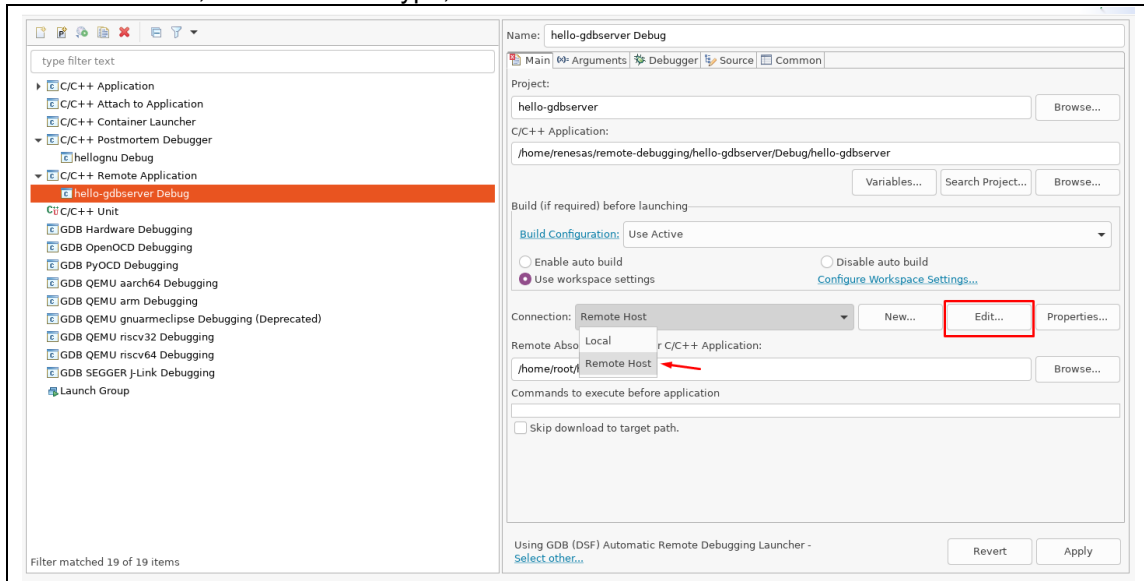 Name: hello-gdbserver Debug
type filter text
Main Arguments Debugger Source Common
C/C++ Application
C/C++ Attach to Application
C/C++ Container Launcher
C/C++ Postmortem Debugger
hellognu Debug
C/C++ Remote Application
hello-gdbserver Debug
C/C++ Unit
GDB Hardware Debugging
GDB OpenOCD Debugging
GDB PyOCD Debugging
GDB QEMU aarch64 Debugging
GDB QEMU arm Debugging
GDB QEMU gnuarmeclipse Debugging (Deprecated)
GDB QEMU riscv32 Debugging
GDB QEMU riscv64 Debugging
GDB SEGGER J-Link Debugging
Launch Group
Filter matched 19 of 19 items
Project:
hello-gdbserver Browse...
C/C++ Application:
/home/renesas/remote-debugging/hello-gdbserver/Debug/hello-gdbserver
Variables... Search Project... Browse...
Build (if required) before launching
Build Configuration: Use Active
Enable auto build Disable auto build
Use workspace settings Configure Workspace Settings...
Connection: Remote Host New... Edit... Properties...
Local
Remote Host
Remote Abso r C/C++ Application:
/home/root/ Browse...
Commands to execute before application
Skip download to target path.
Using GDB (DSF) Automatic Remote Debugging Launcher -
Select other... Revert Apply